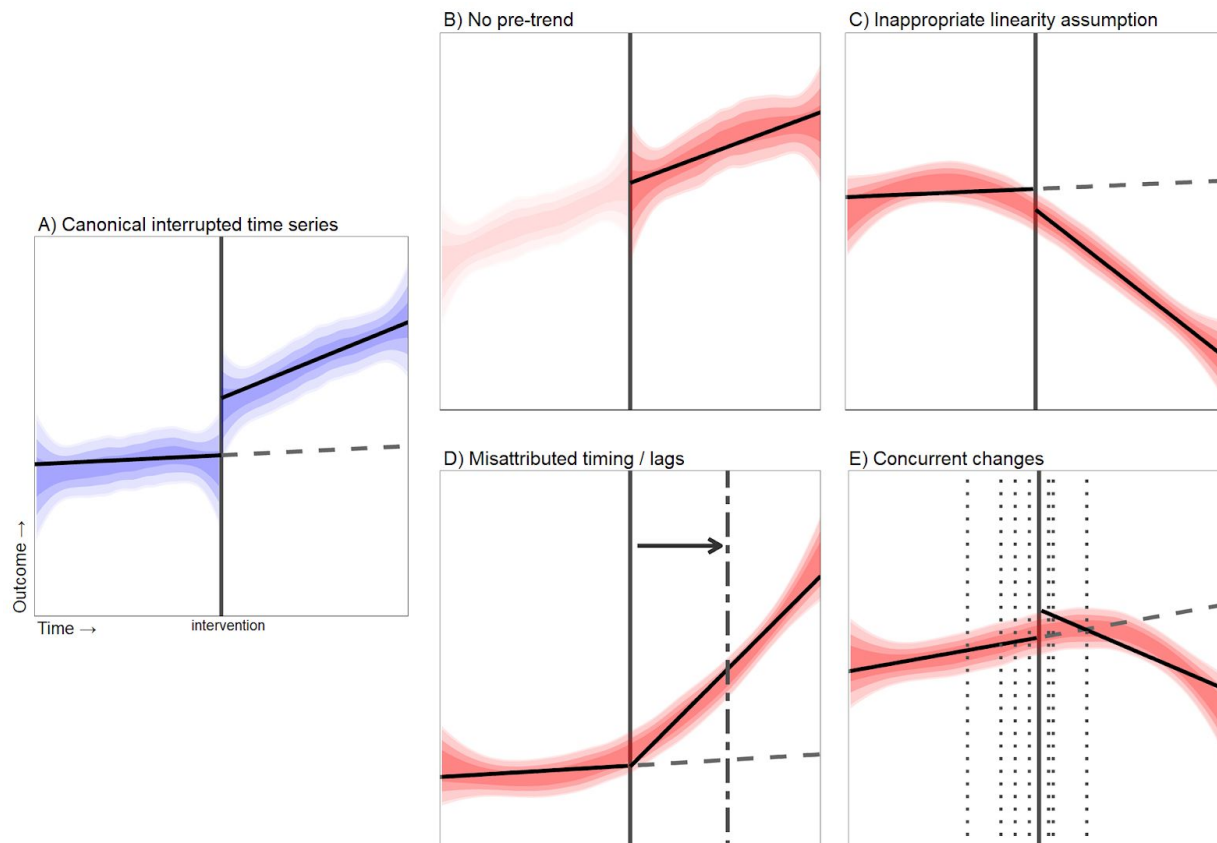 A) Canonical interrupted time series
Outcome →
Time →
intervention
B) No pre-trend
C) Inappropriate linearity assumption
D) Misattributed timing / lags
E) Concurrent changes